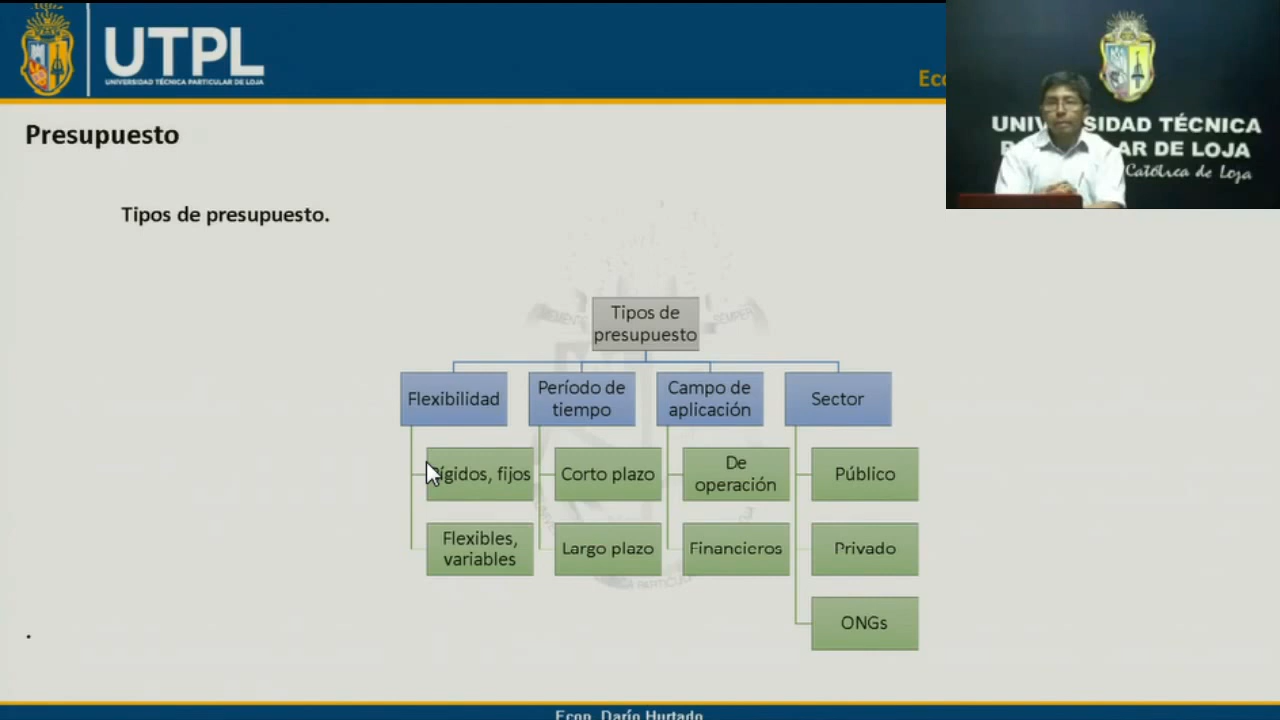 UTPL
UNIVERSIDAD TÉCNICA PARTICULAR DE LOJA
UNIVERSIDAD TÉCNICA
AR DE LOJA
Católica de Loja
Presupuesto
Tipos de presupuesto.
Tipos de
presupuesto
Flexibilidad
Período de
tiempo
Campo de
aplicación
Sector
Rígidos, fijos
Corto plazo
De
operación
Público
Flexibles,
variables
Largo plazo
Financieros
Privado
ONGs
.
Econ. Darío Hurtado